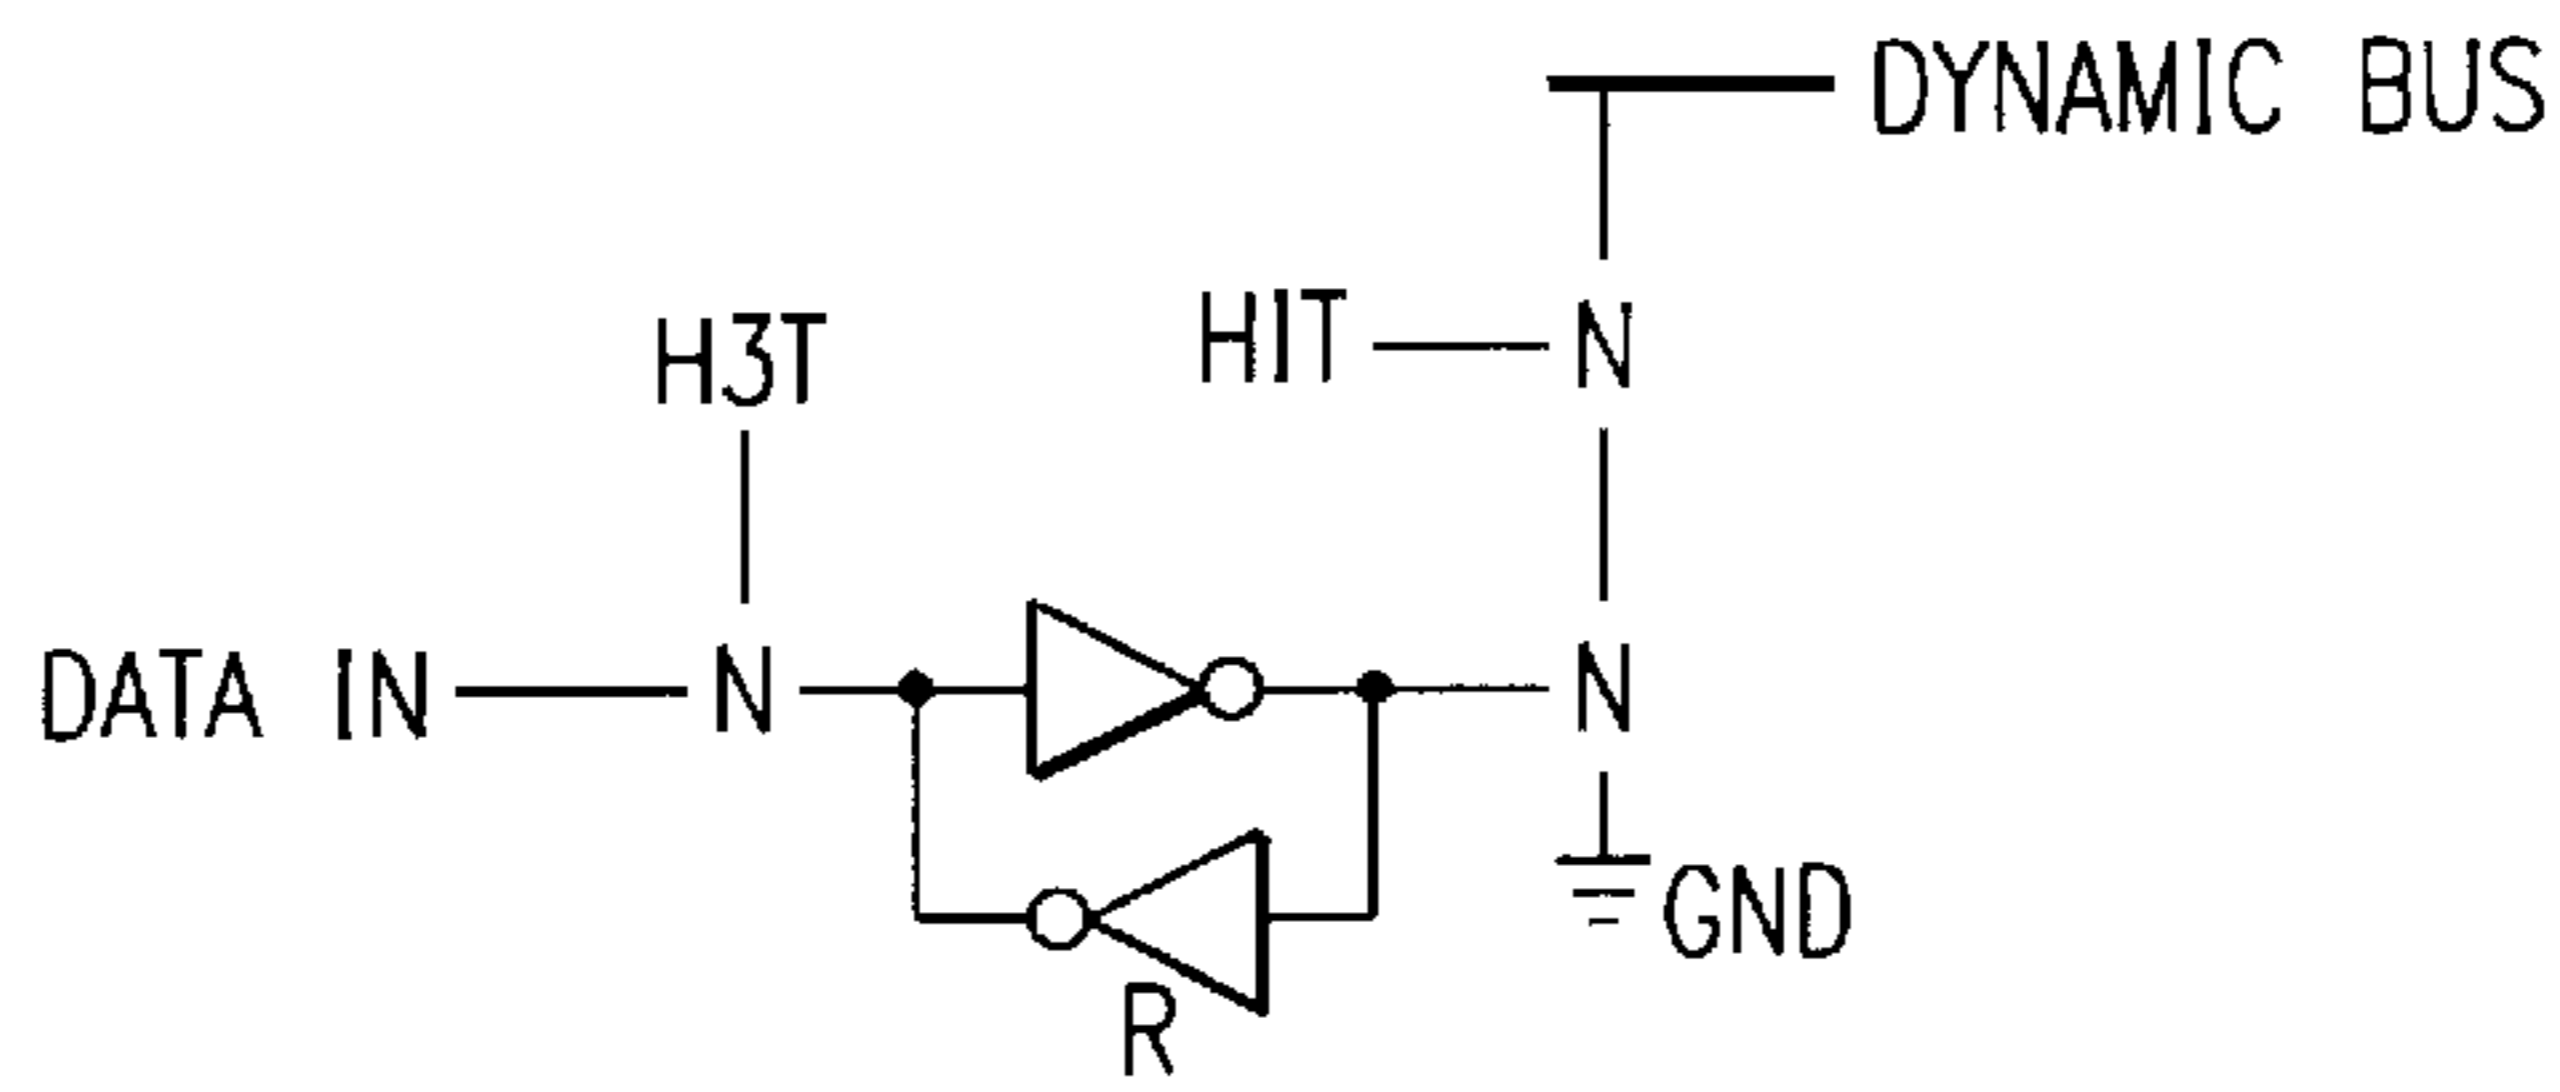 DYNAMIC BUS
H3T
HIT
N
DATA IN
N
N
GND
R